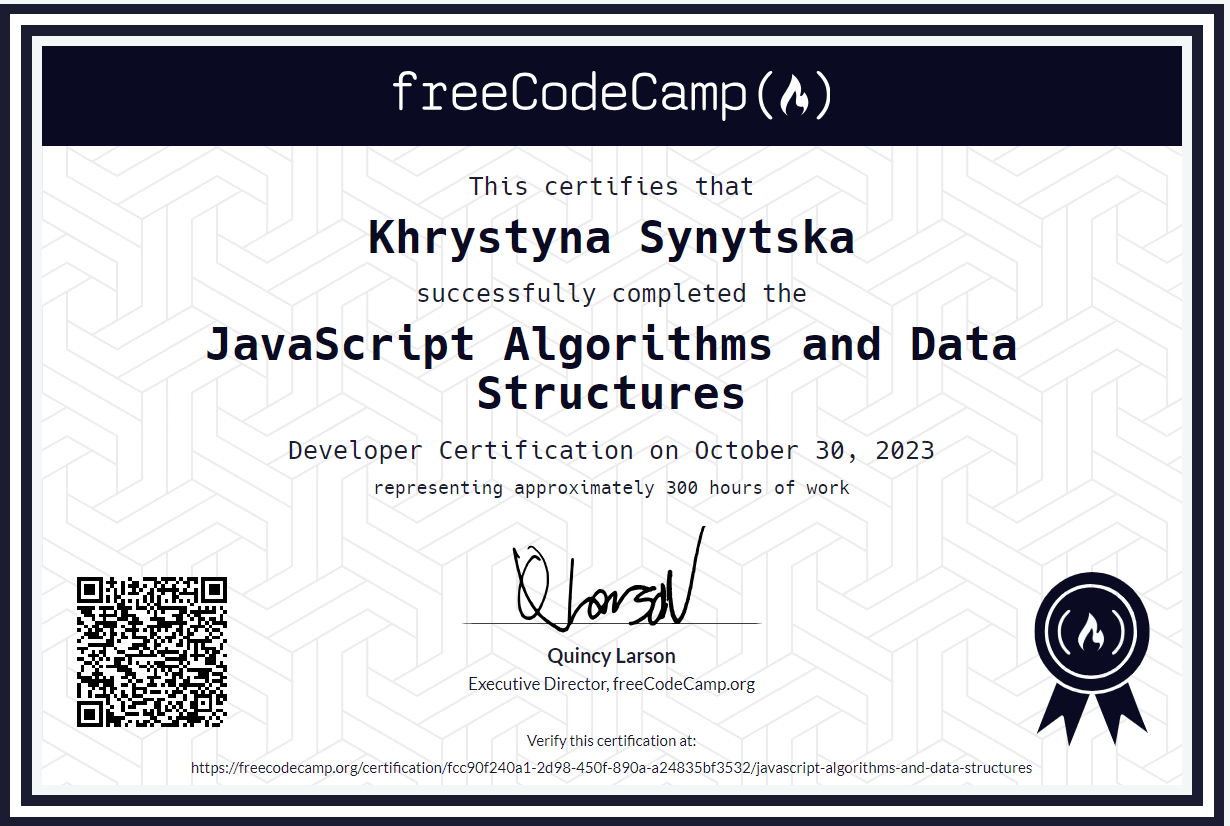 freeCodeCamp
This certifies that
Khrystyna Synytska
successfully completed the
JavaScript Algorithms and Data
Structures
Developer Certification on October 30, 2023
representing approximately 300 hours of work
QLarson
Quincy Larson
Executive Director, freeCodeCamp.org
Verify this certification at:
https://freecodecamp.org/certification/fcc90f240a1-2d98-450f-890a-a24835bf3532/javascript-algorithms-and-data-structures